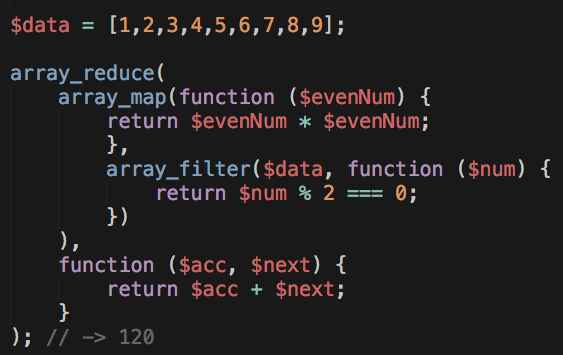 $data = [1,2,3,4,5,6,7,8,9];
array_reduce(
    array_map(function ($evenNum) {
        return $evenNum * $evenNum;
        },
        array_filter($data, function ($num) {
            return $num % 2 === 0;
        })
    ),
    function ($acc, $next) {
        return $acc + $next;
    }
); // -> 120